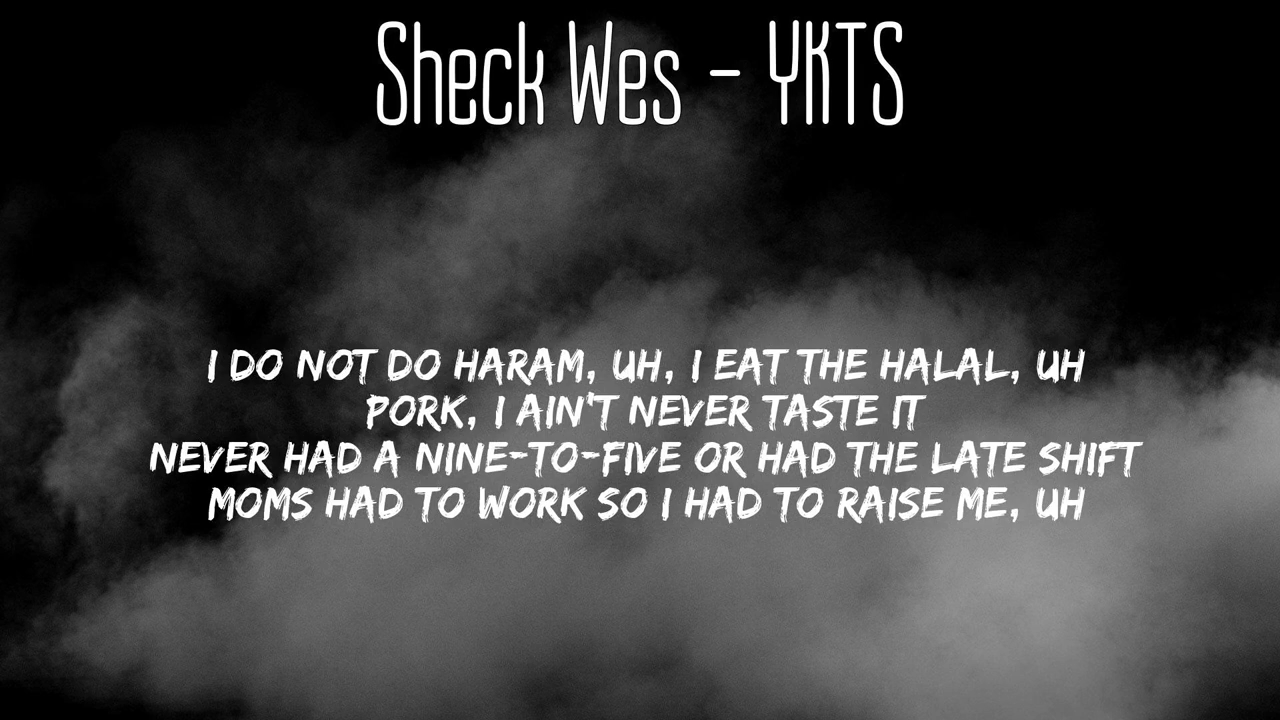 Sheck Wes - YKTS
I DO NOT DO HARAM, UH, I EAT THE HALAL, UH
PORK, I AIN'T NEVER TASTE IT
NEVER HAD A NINE-TO-FIVE OR HAD THE LATE SHIFT
MOMS HAD TO WORK SO I HAD TO RAISE ME, UH